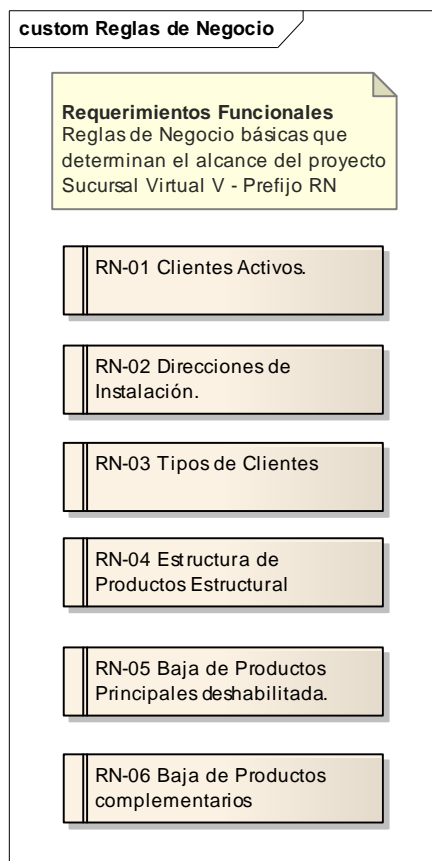 custom Reglas de Negocio
Requerimientos Funcionales
Reglas de Negocio básicas que
determinan el alcance del proyecto
Sucursal Virtual V - Prefijo RN
RN-01 Clientes Activos.
RN-02 Direcciones de
Instalación.
RN-03 Tipos de Clientes
RN-04 Estructura de
Productos Estructural
RN-05 Baja de Productos
Principales deshabilitada.
RN-06 Baja de Productos
complementarios